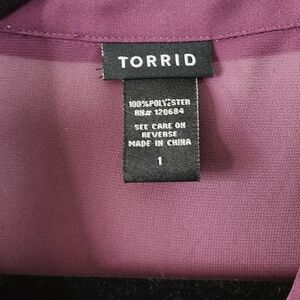 TORRID
100%POLYESTER
RN# 120684
SEE CARE ON
REVERSE
MADE IN CHINA
1